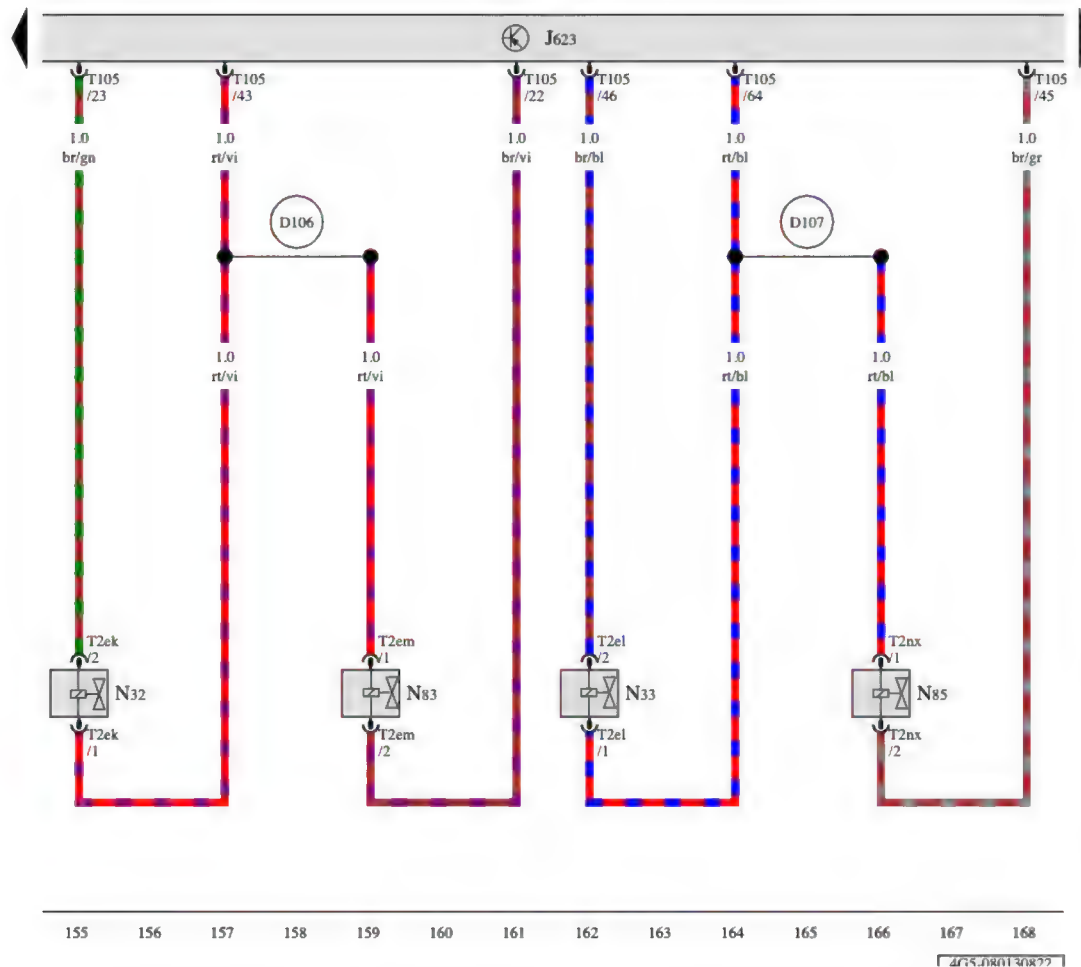 J623
T105 /23
T105 /43
T105 /22
T105 /46
T105 /64
T105 /45
1.0 br/gn
1.0 rt/vi
1.0 br/vi
1.0 br/bl
1.0 rt/bl
1.0 br/gr
D106
D107
1.0 rt/vi
1.0 rt/vi
1.0 rt/bl
1.0 rt/bl
T2ek /2
T2em /1
T2el /2
T2nx /1
N32
N83
N33
N85
T2ek /1
T2em /2
T2el /1
T2nx /2
155 156 157 158 159 160 161 162 163 164 165 166 167 168
4G5-080130822